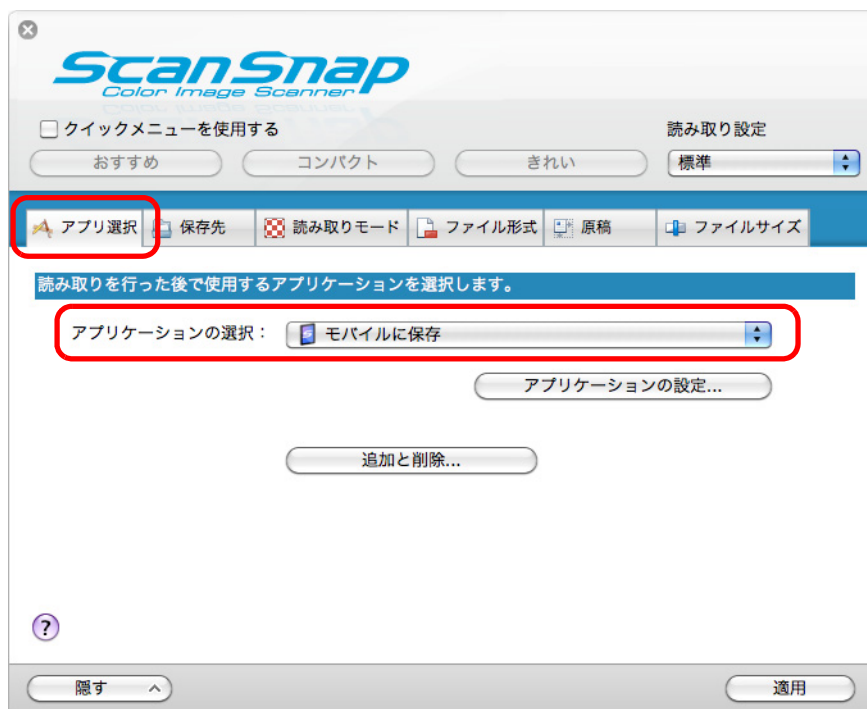 ScanSnap
Color Image Scanner
クイックメニューを使用する
読み取り設定
おすすめ
コンパクト
きれい
標準
アプリ選択
保存先
読み取りモード
ファイル形式
原稿
ファイルサイズ
読み取りを行った後で使用するアプリケーションを選択します。
アプリケーションの選択：
モバイルに保存
アプリケーションの設定...
追加と削除...
?
隠す
適用